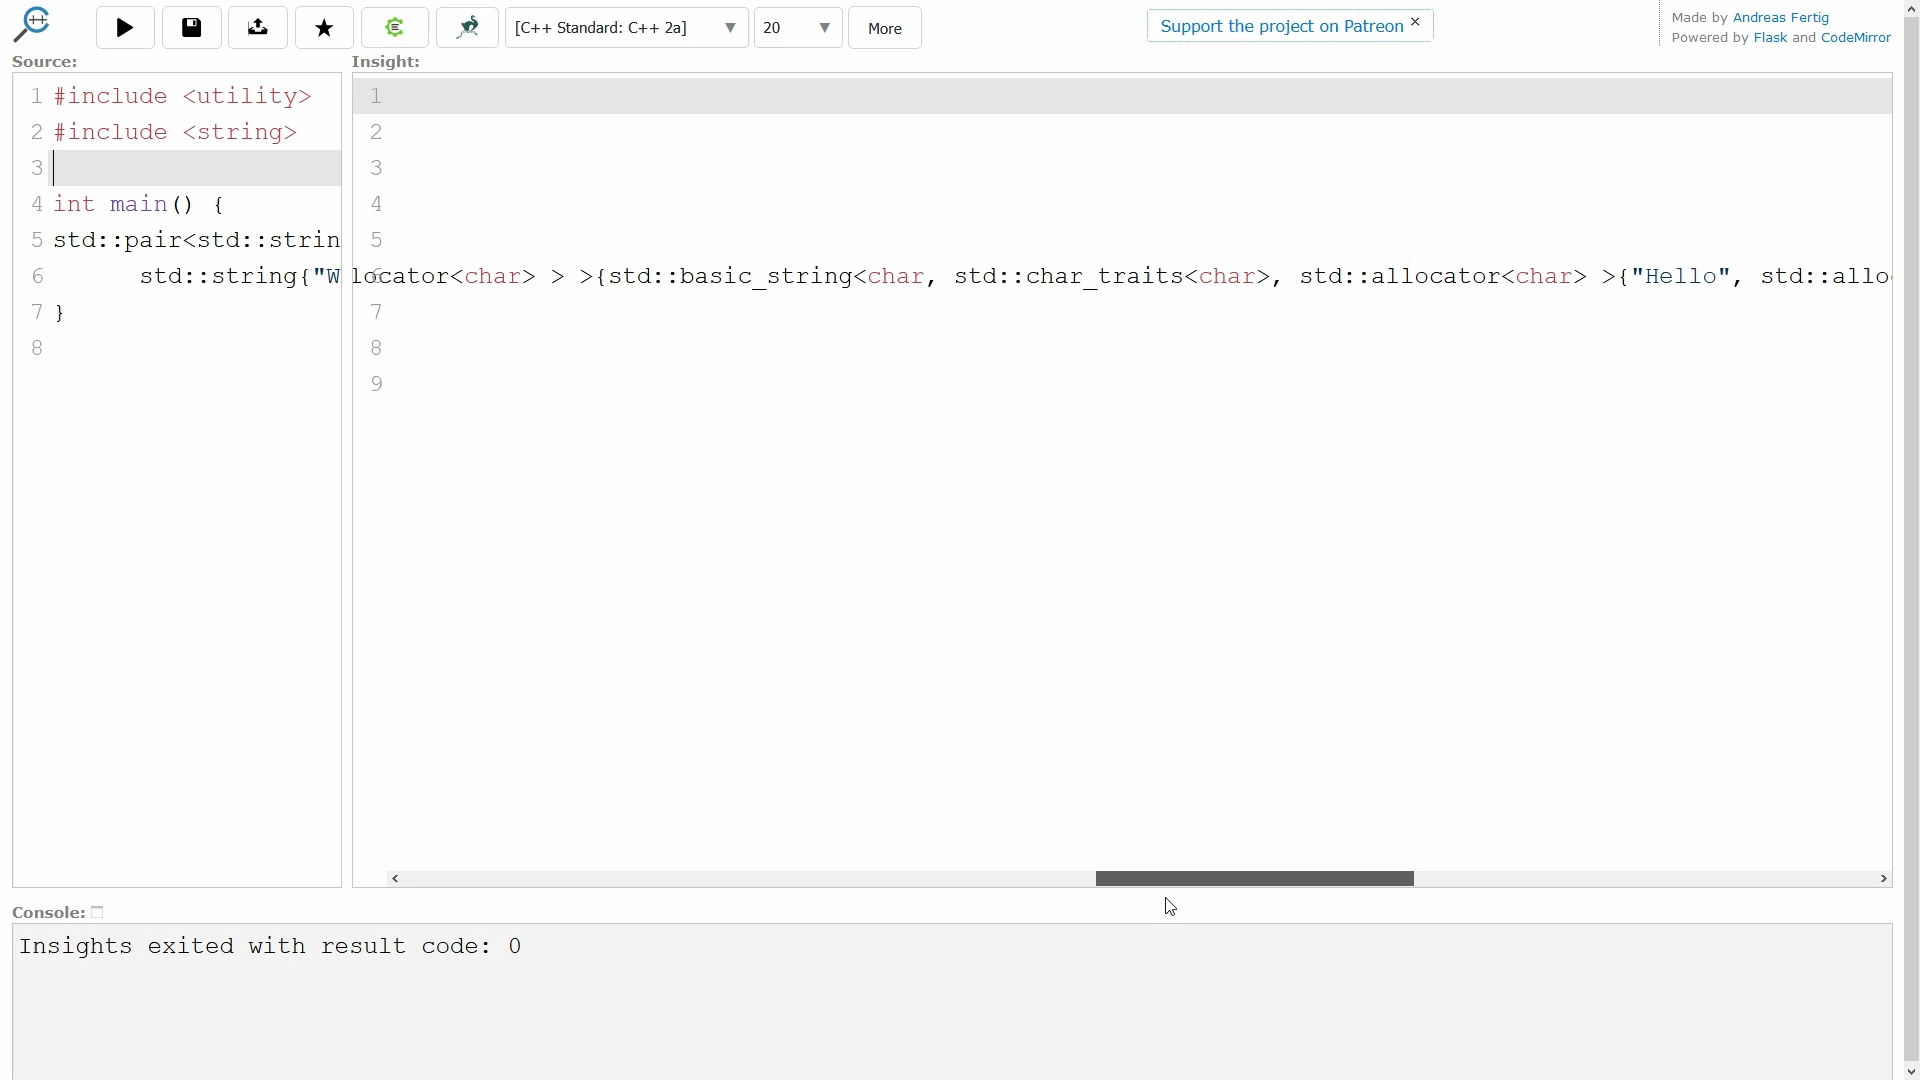 [C++ Standard: C++ 2a]
20
More
Support the project on Patreon ×
Made by Andreas Fertig
Powered by Flask and CodeMirror
Source:
1 #include <utility>
2 #include <string>
3
4 int main() {
5 std::pair<std::strin
6 std::string{"W
7 }
8
Insight:
1
2
3
4
5
6 locator<char> > >{std::basic_string<char, std::char_traits<char>, std::allocator<char> >{"Hello", std::allo
7
8
9
Console:
Insights exited with result code: 0